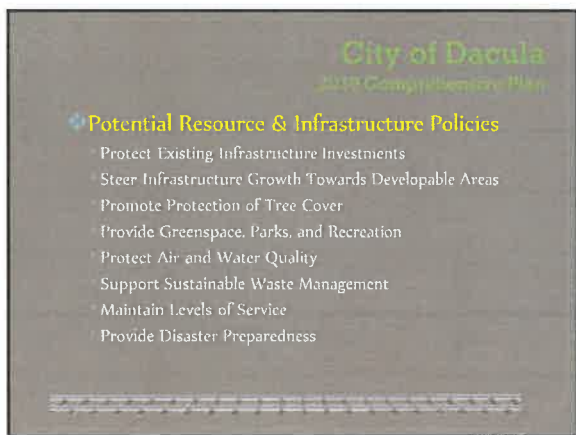 City of Dacula
Comprehensive Plan
Potential Resource & Infrastructure Policies
Protect Existing Infrastructure Investments
Steer Infrastructure Growth Towards Developable Areas
Promote Protection of Tree Cover
Provide Greenspace, Parks, and Recreation
Protect Air and Water Quality
Support Sustainable Waste Management
Maintain Levels of Service
Provide Disaster Preparedness